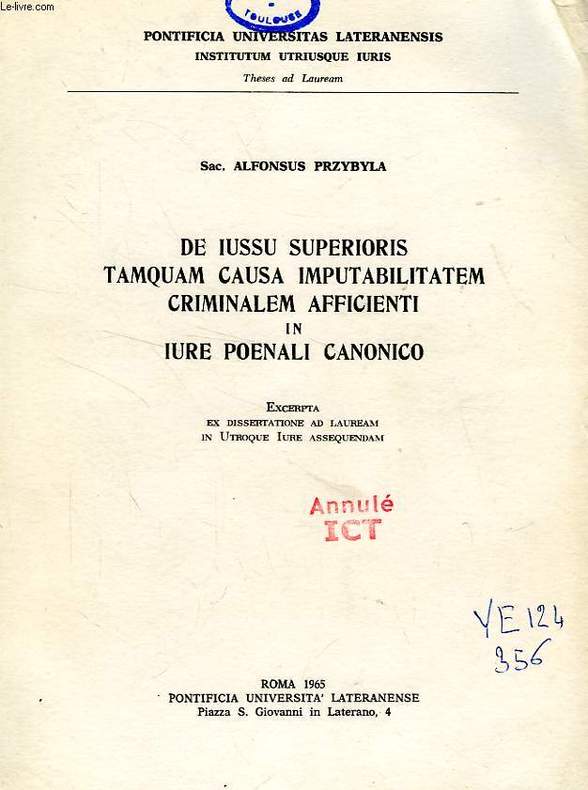 Le-livre.com
TOULOUSE
PONTIFICIA UNIVERSITAS LATERANENSIS
INSTITUTUM UTRIUSQUE IURIS
Theses ad Lauream
Sac. ALFONSUS PRZYBYLA
DE IUSSU SUPERIORIS
TAMQUAM CAUSA IMPUTABILITATEM
CRIMINALEM AFFICIENTI
IN
IURE POENALI CANONICO
EXCERPTA
EX DISSERTATIONE AD LAUREAM
IN UTROQUE IURE ASSEQUENDAM
Annulé
ICT
YE 124
356
ROMA 1965
PONTIFICIA UNIVERSITA' LATERANENSE
Piazza S. Giovanni in Laterano, 4